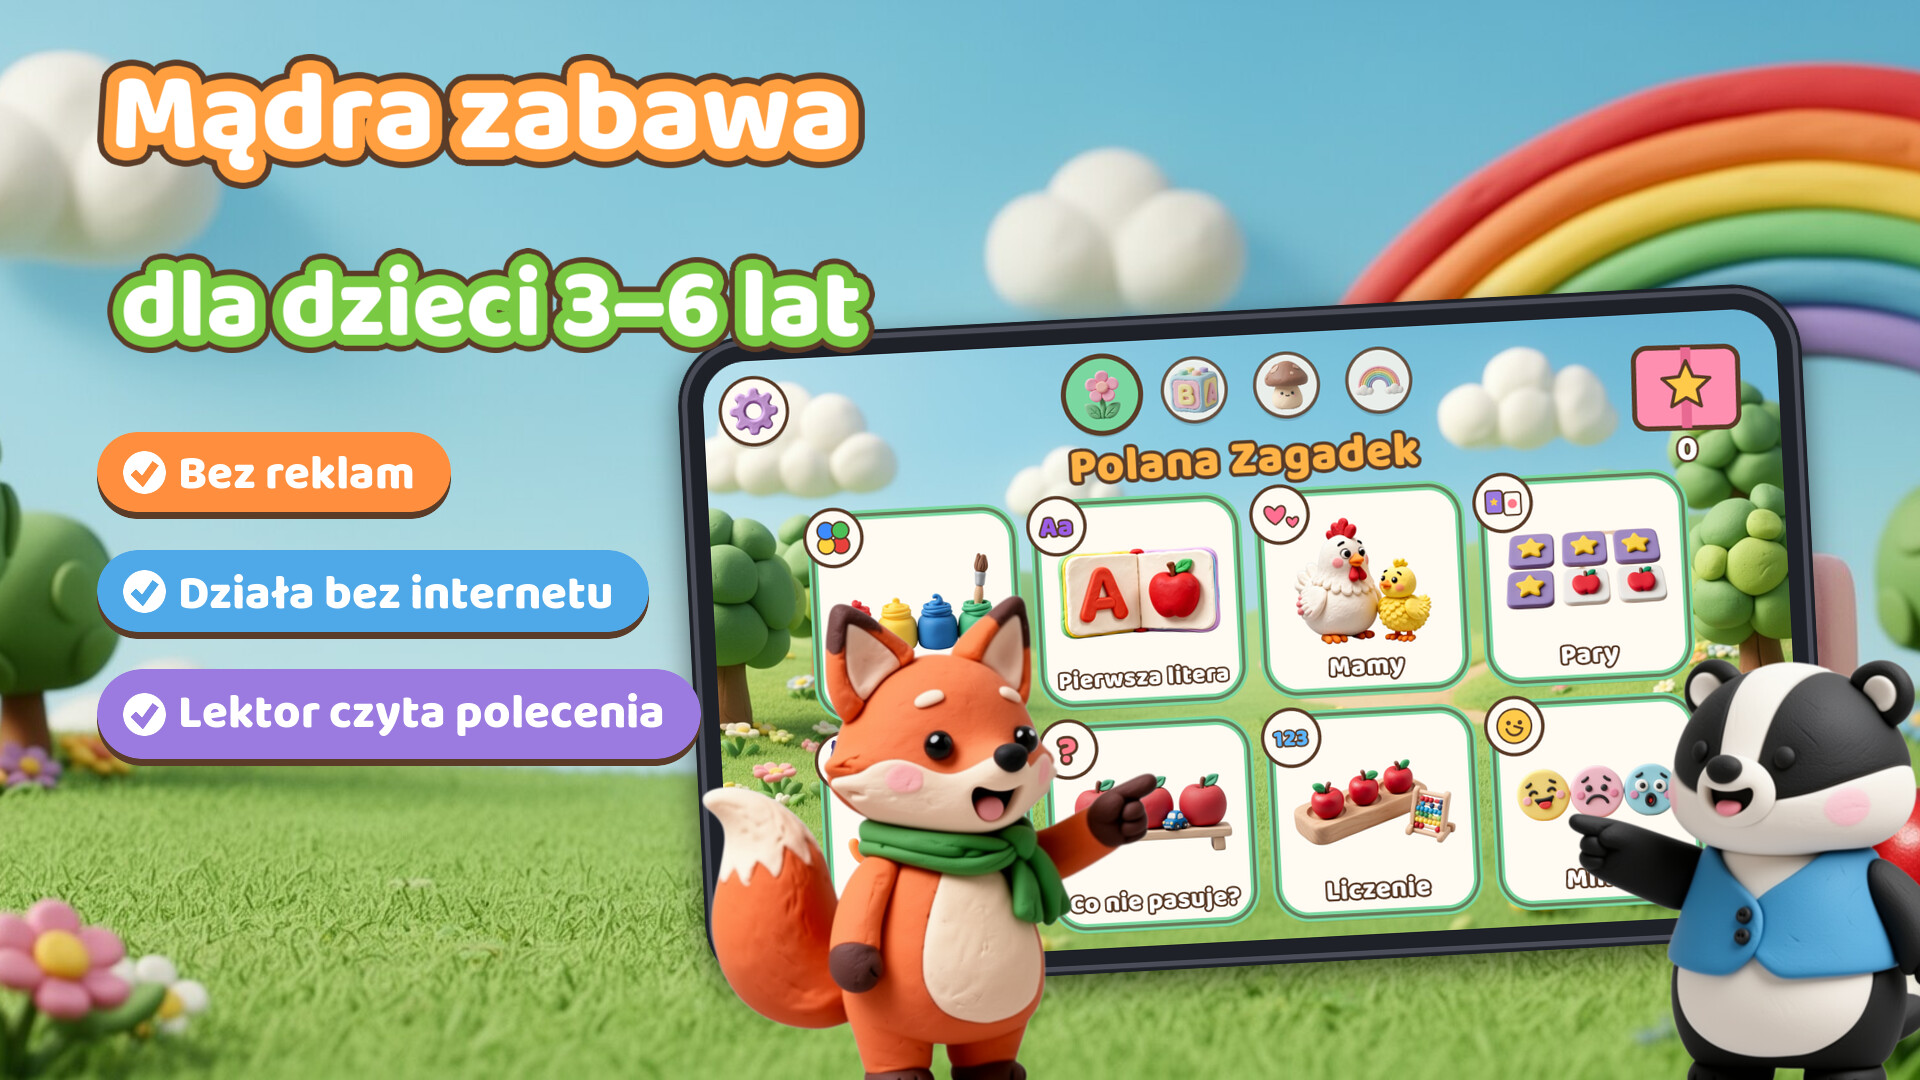 Mądra zabawa
dla dzieci 3–6 lat
Bez reklam
Działa bez internetu
Lektor czyta polecenia
B A
Polana Zagadek
0
Aa
A
Pierwsza litera
Mamy
Pary
?
Co nie pasuje?
123
Liczenie